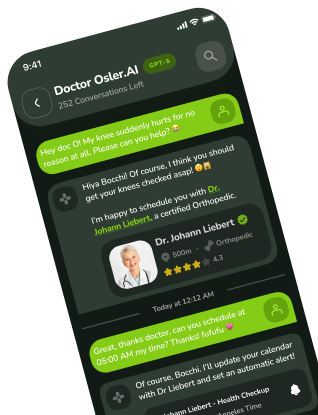 9:41
Doctor Osler.AI GPT-5
252 Conversations Left
Hey doc O! My knee suddenly hurts for no
reason at all. Please can you help? 😂
Hiya Bocchi! Of course, I think you should
get your knees checked asap! 😲🙀
I'm happy to schedule you with Dr.
Johann Liebert, a certified Orthopedic.
Dr. Johann Liebert
500m • Orthopedic
4.3
Today at 12:12 AM
Great, thanks doctor, can you schedule at
05:00 AM my time? Thanks! fufufu 💗
Of course, Bocchi. I'll update your calendar
with Dr Liebert and set an automatic alert!
Johann Liebert - Health Checkup
Angeles Time